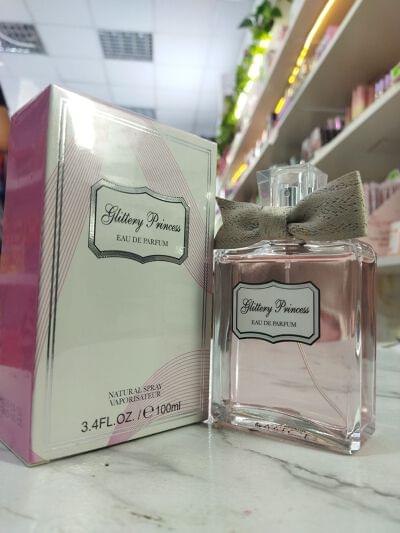 Glittery Princess
EAU DE PARFUM
NATURAL SPRAY
VAPORISATEUR
3.4FL.OZ. / ℮ 100ml
Glittery Princess
EAU DE PARFUM